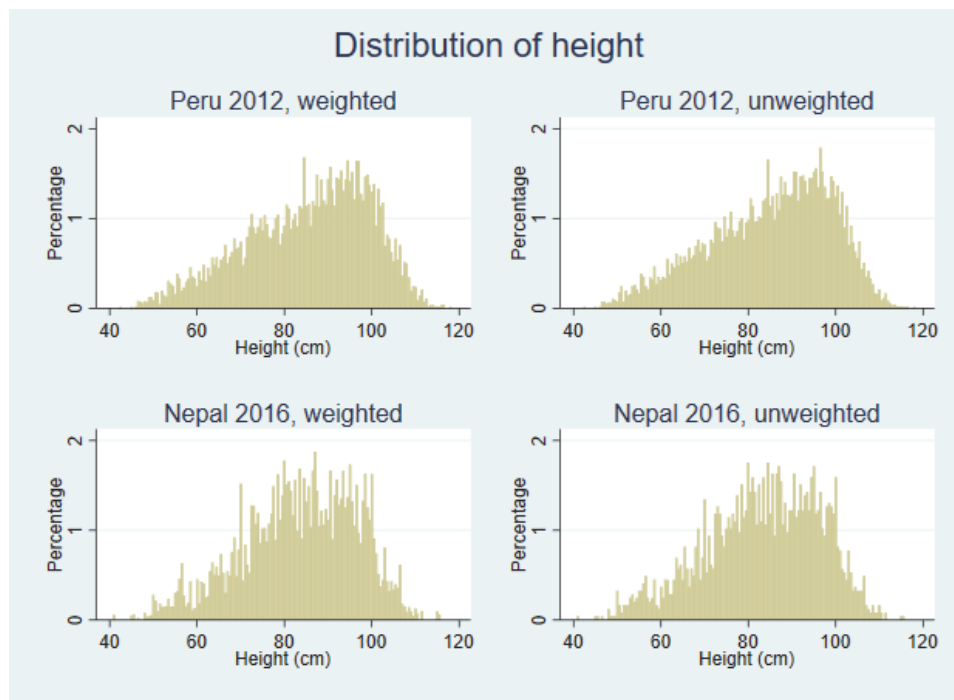 Distribution of height
Peru 2012, weighted
Peru 2012, unweighted
2
1
0
Percentage
40 60 80 100 120
Height (cm)
2
1
0
Percentage
40 60 80 100 120
Height (cm)
Nepal 2016, weighted
Nepal 2016, unweighted
2
1
0
Percentage
40 60 80 100 120
Height (cm)
2
1
0
Percentage
40 60 80 100 120
Height (cm)